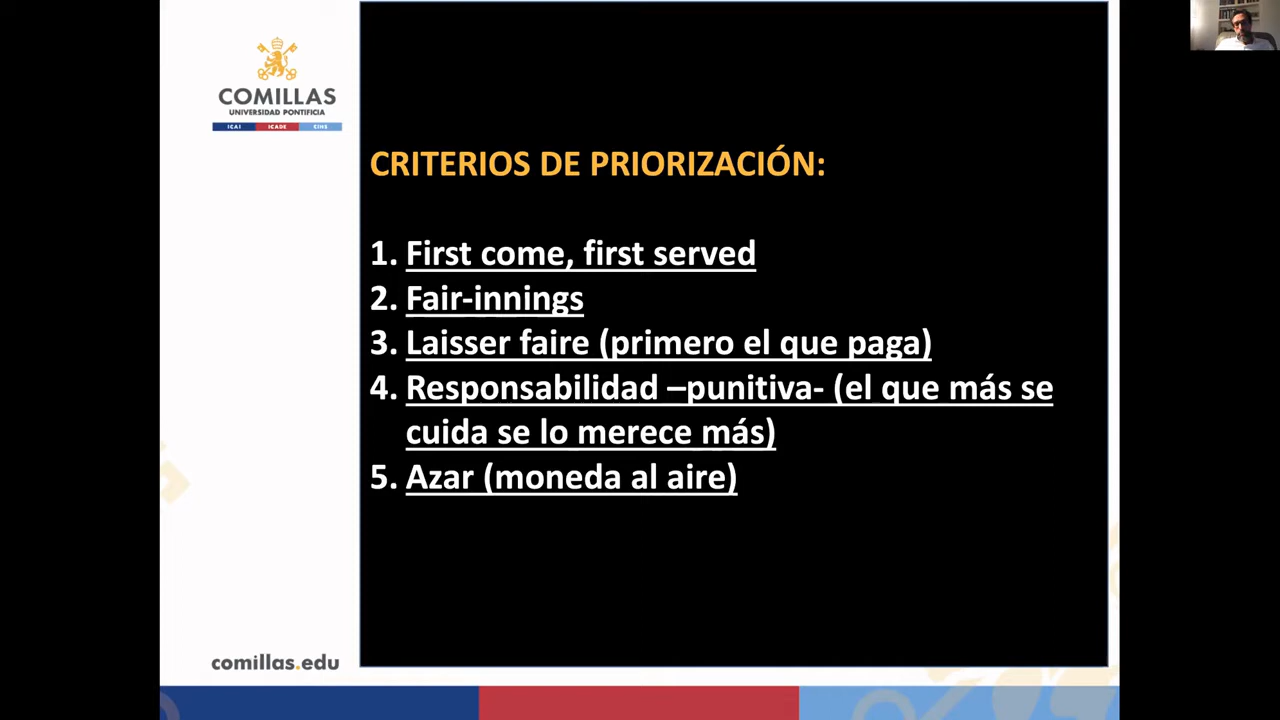 COMILLAS
UNIVERSIDAD PONTIFICIA
ICAI ICADE CIHS
CRITERIOS DE PRIORIZACIÓN:
1. First come, first served
2. Fair-innings
3. Laisser faire (primero el que paga)
4. Responsabilidad –punitiva- (el que más se
cuida se lo merece más)
5. Azar (moneda al aire)
comillas.edu